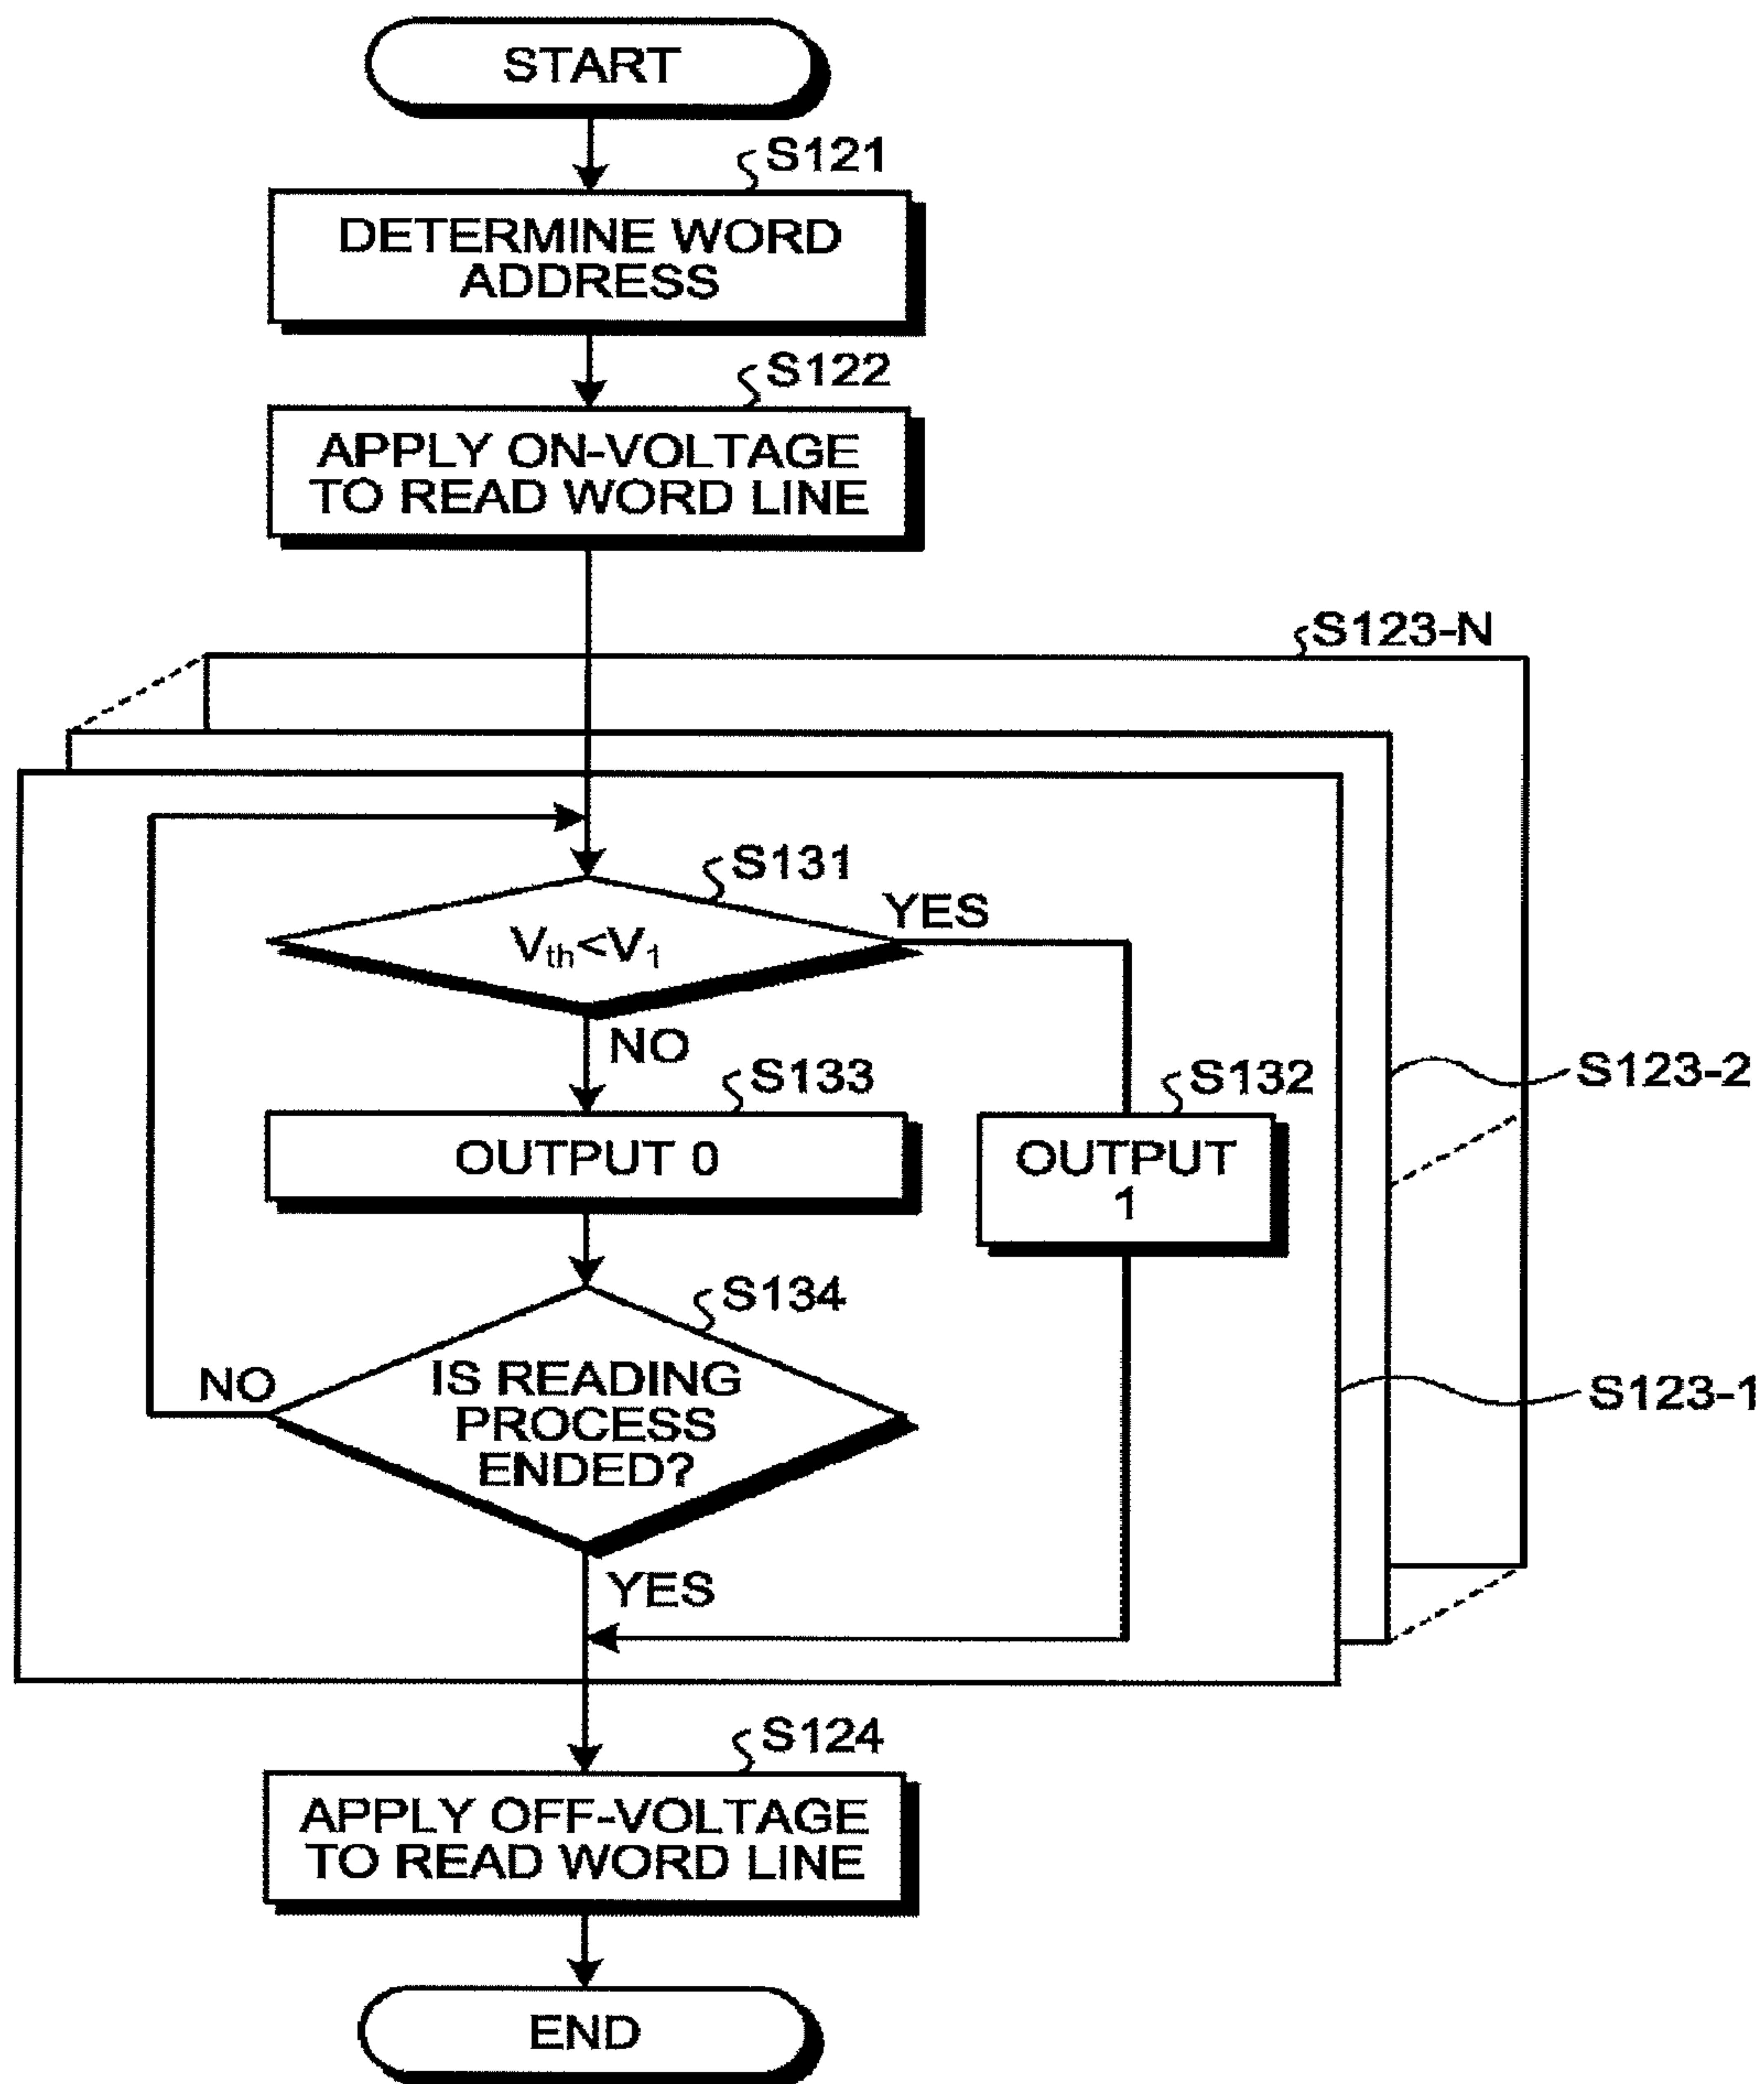 START
S121
DETERMINE WORD
ADDRESS
S122
APPLY ON-VOLTAGE
TO READ WORD LINE
S123-N
S131
YES
Vth<V1
NO
S123-2
S133
S132
OUTPUT 0
OUTPUT
1
S134
NO
IS READING
PROCESS
ENDED?
S123-1
YES
S124
APPLY OFF-VOLTAGE
TO READ WORD LINE
END